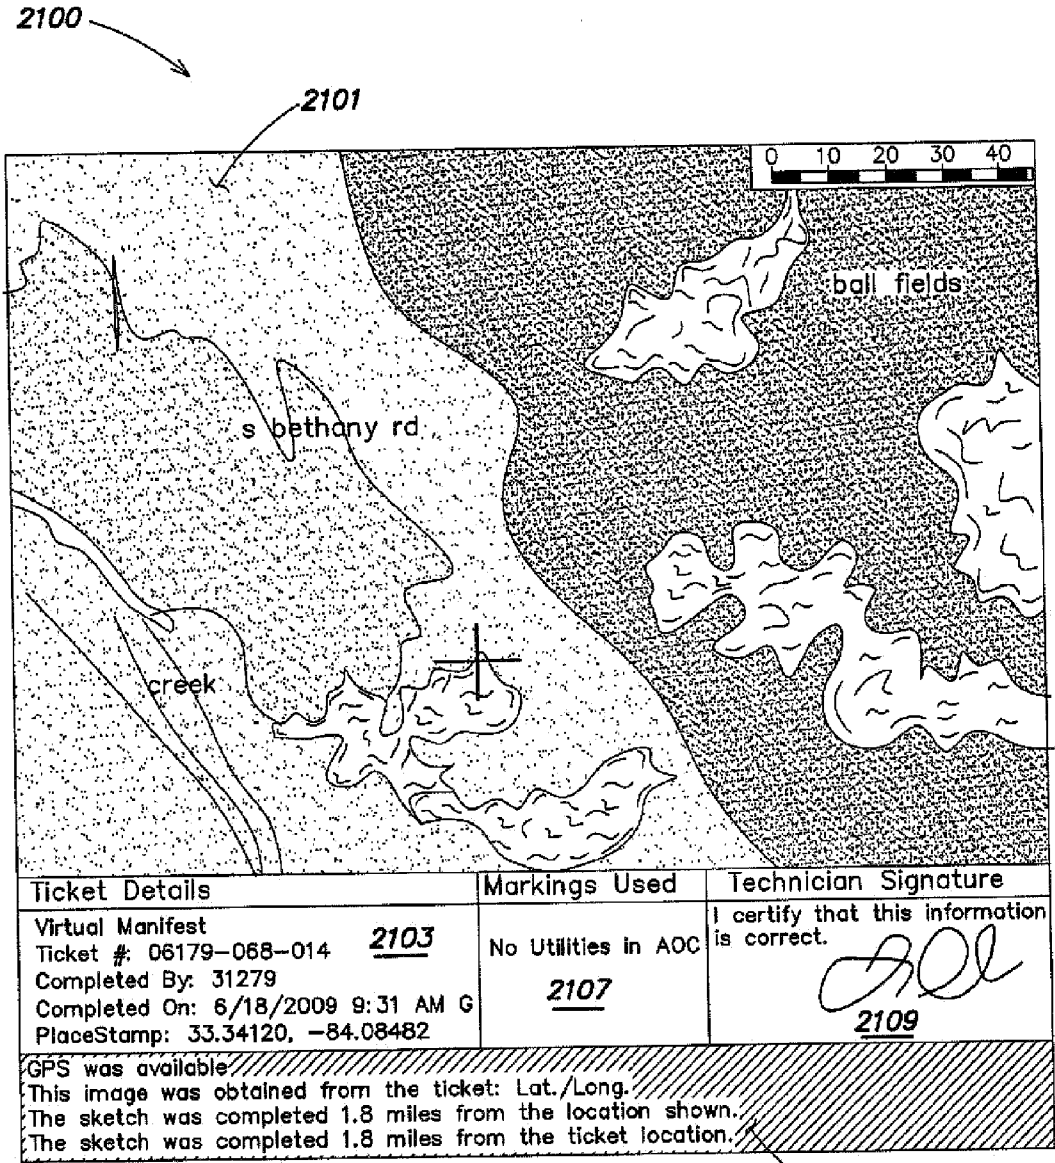 2100
2101
0 10 20 30 40
ball fields
s bethany rd
creek
Ticket Details
Virtual Manifest
Ticket #: 06179-068-014
2103
Completed By: 31279
Completed On: 6/18/2009 9:31 AM G
PlaceStamp: 33.34120, -84.08482
Markings Used
No Utilities in AOC
2107
Technician Signature
I certify that this information
is correct.
2109
GPS was available
This image was obtained from the ticket: Lat./Long.
The sketch was completed 1.8 miles from the location shown.
The sketch was completed 1.8 miles from the ticket location.